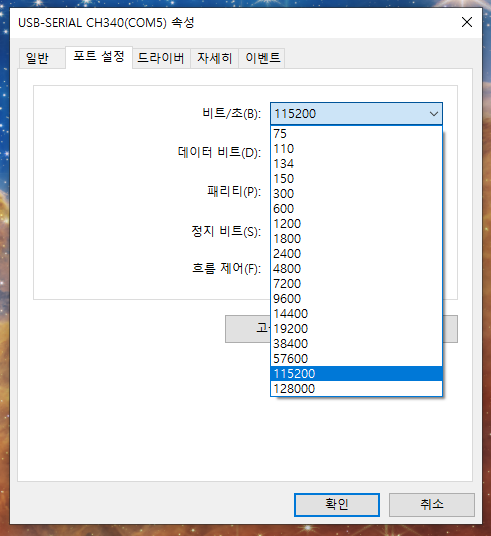 USB-SERIAL CH340(COM5) 속성
일반 포트 설정 드라이버 자세히 이벤트
비트/초(B): 115200
75
110
데이터 비트(D):
134
150
패리티(P):
300
600
1200
정지 비트(S):
1800
2400
흐름 제어(F):
4800
7200
9600
14400
19200
38400
57600
115200
128000
확인 취소